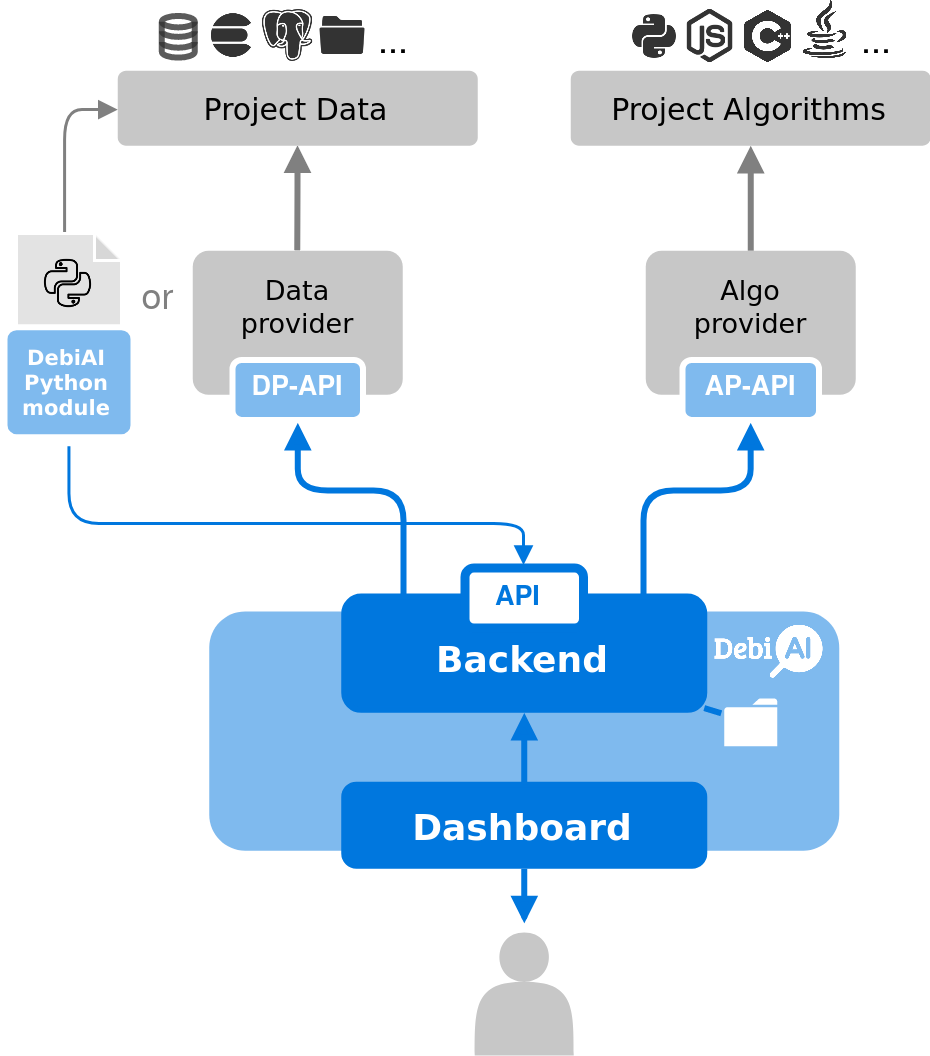 ...
JS
C++
...
Project Data
Project Algorithms
or
Data
provider
Algo
provider
DebiAI
Python
module
DP-API
AP-API
API
Backend
DebiAI
Dashboard